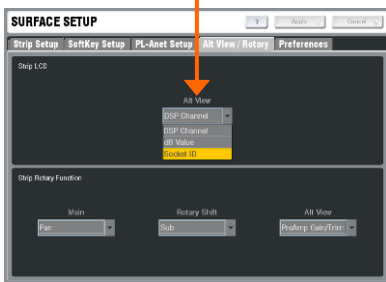 SURFACE SETUP
? Apply Cancel
Strip Setup SoftKey Setup PL-Anet Setup Alt View / Rotary Preferences
Strip LCD
Alt View
DSP Channel
DSP Channel
dB Value
Socket ID
Strip Rotary Function
Main Rotary Shift Alt View
Pan Sub PreAmp Gain/Trim